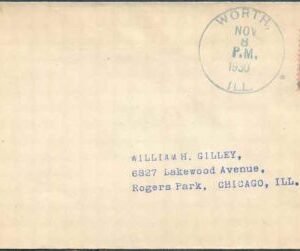 WORTH,
NOV
8
P.M.
1930
ILL.
WILLIAM H. GILLEY,
6827 Lakewood Avenue,
Rogers Park, CHICAGO, ILL.